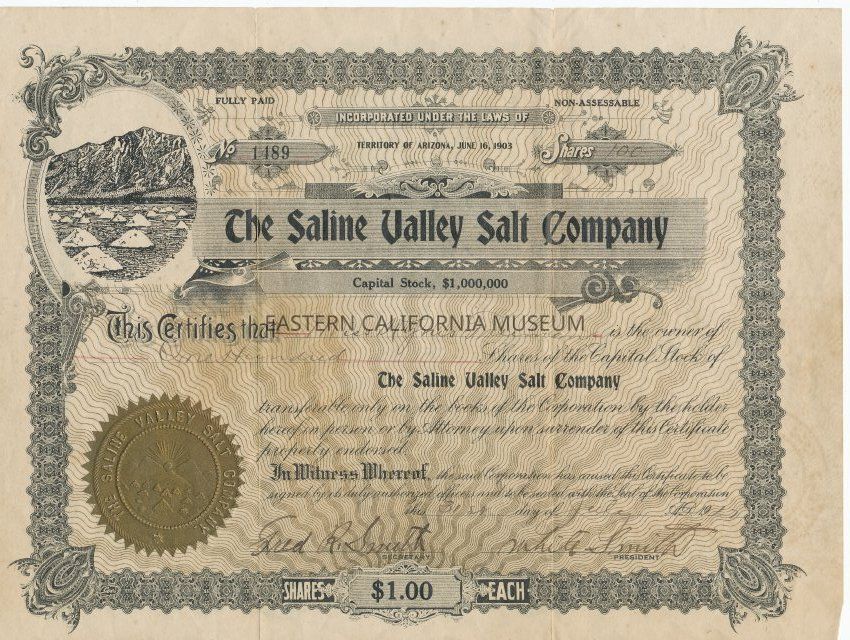 FULLY PAID
NON-ASSESSABLE
INCORPORATED UNDER THE LAWS OF
No 1489
TERRITORY OF ARIZONA, JUNE 16, 1903
Shares 100
The Saline Valley Salt Company
Capital Stock, $1,000,000
This Certifies that is the owner of
EASTERN CALIFORNIA MUSEUM
One Hundred Shares of the Capital Stock of
The Saline Valley Salt Company
transferable only on the books of the Corporation by the holder
hereof in person or by Attorney upon surrender of this Certificate
properly endorsed.
In Witness Whereof, the said Corporation has caused this Certificate to be
signed by its duly authorized officers and to be sealed with the Seal of the Corporation
this day of A.D. 19
THE SALINE VALLEY SALT COMPANY
Fred R. Smyth Smith
SECRETARY PRESIDENT
SHARES $1.00 EACH